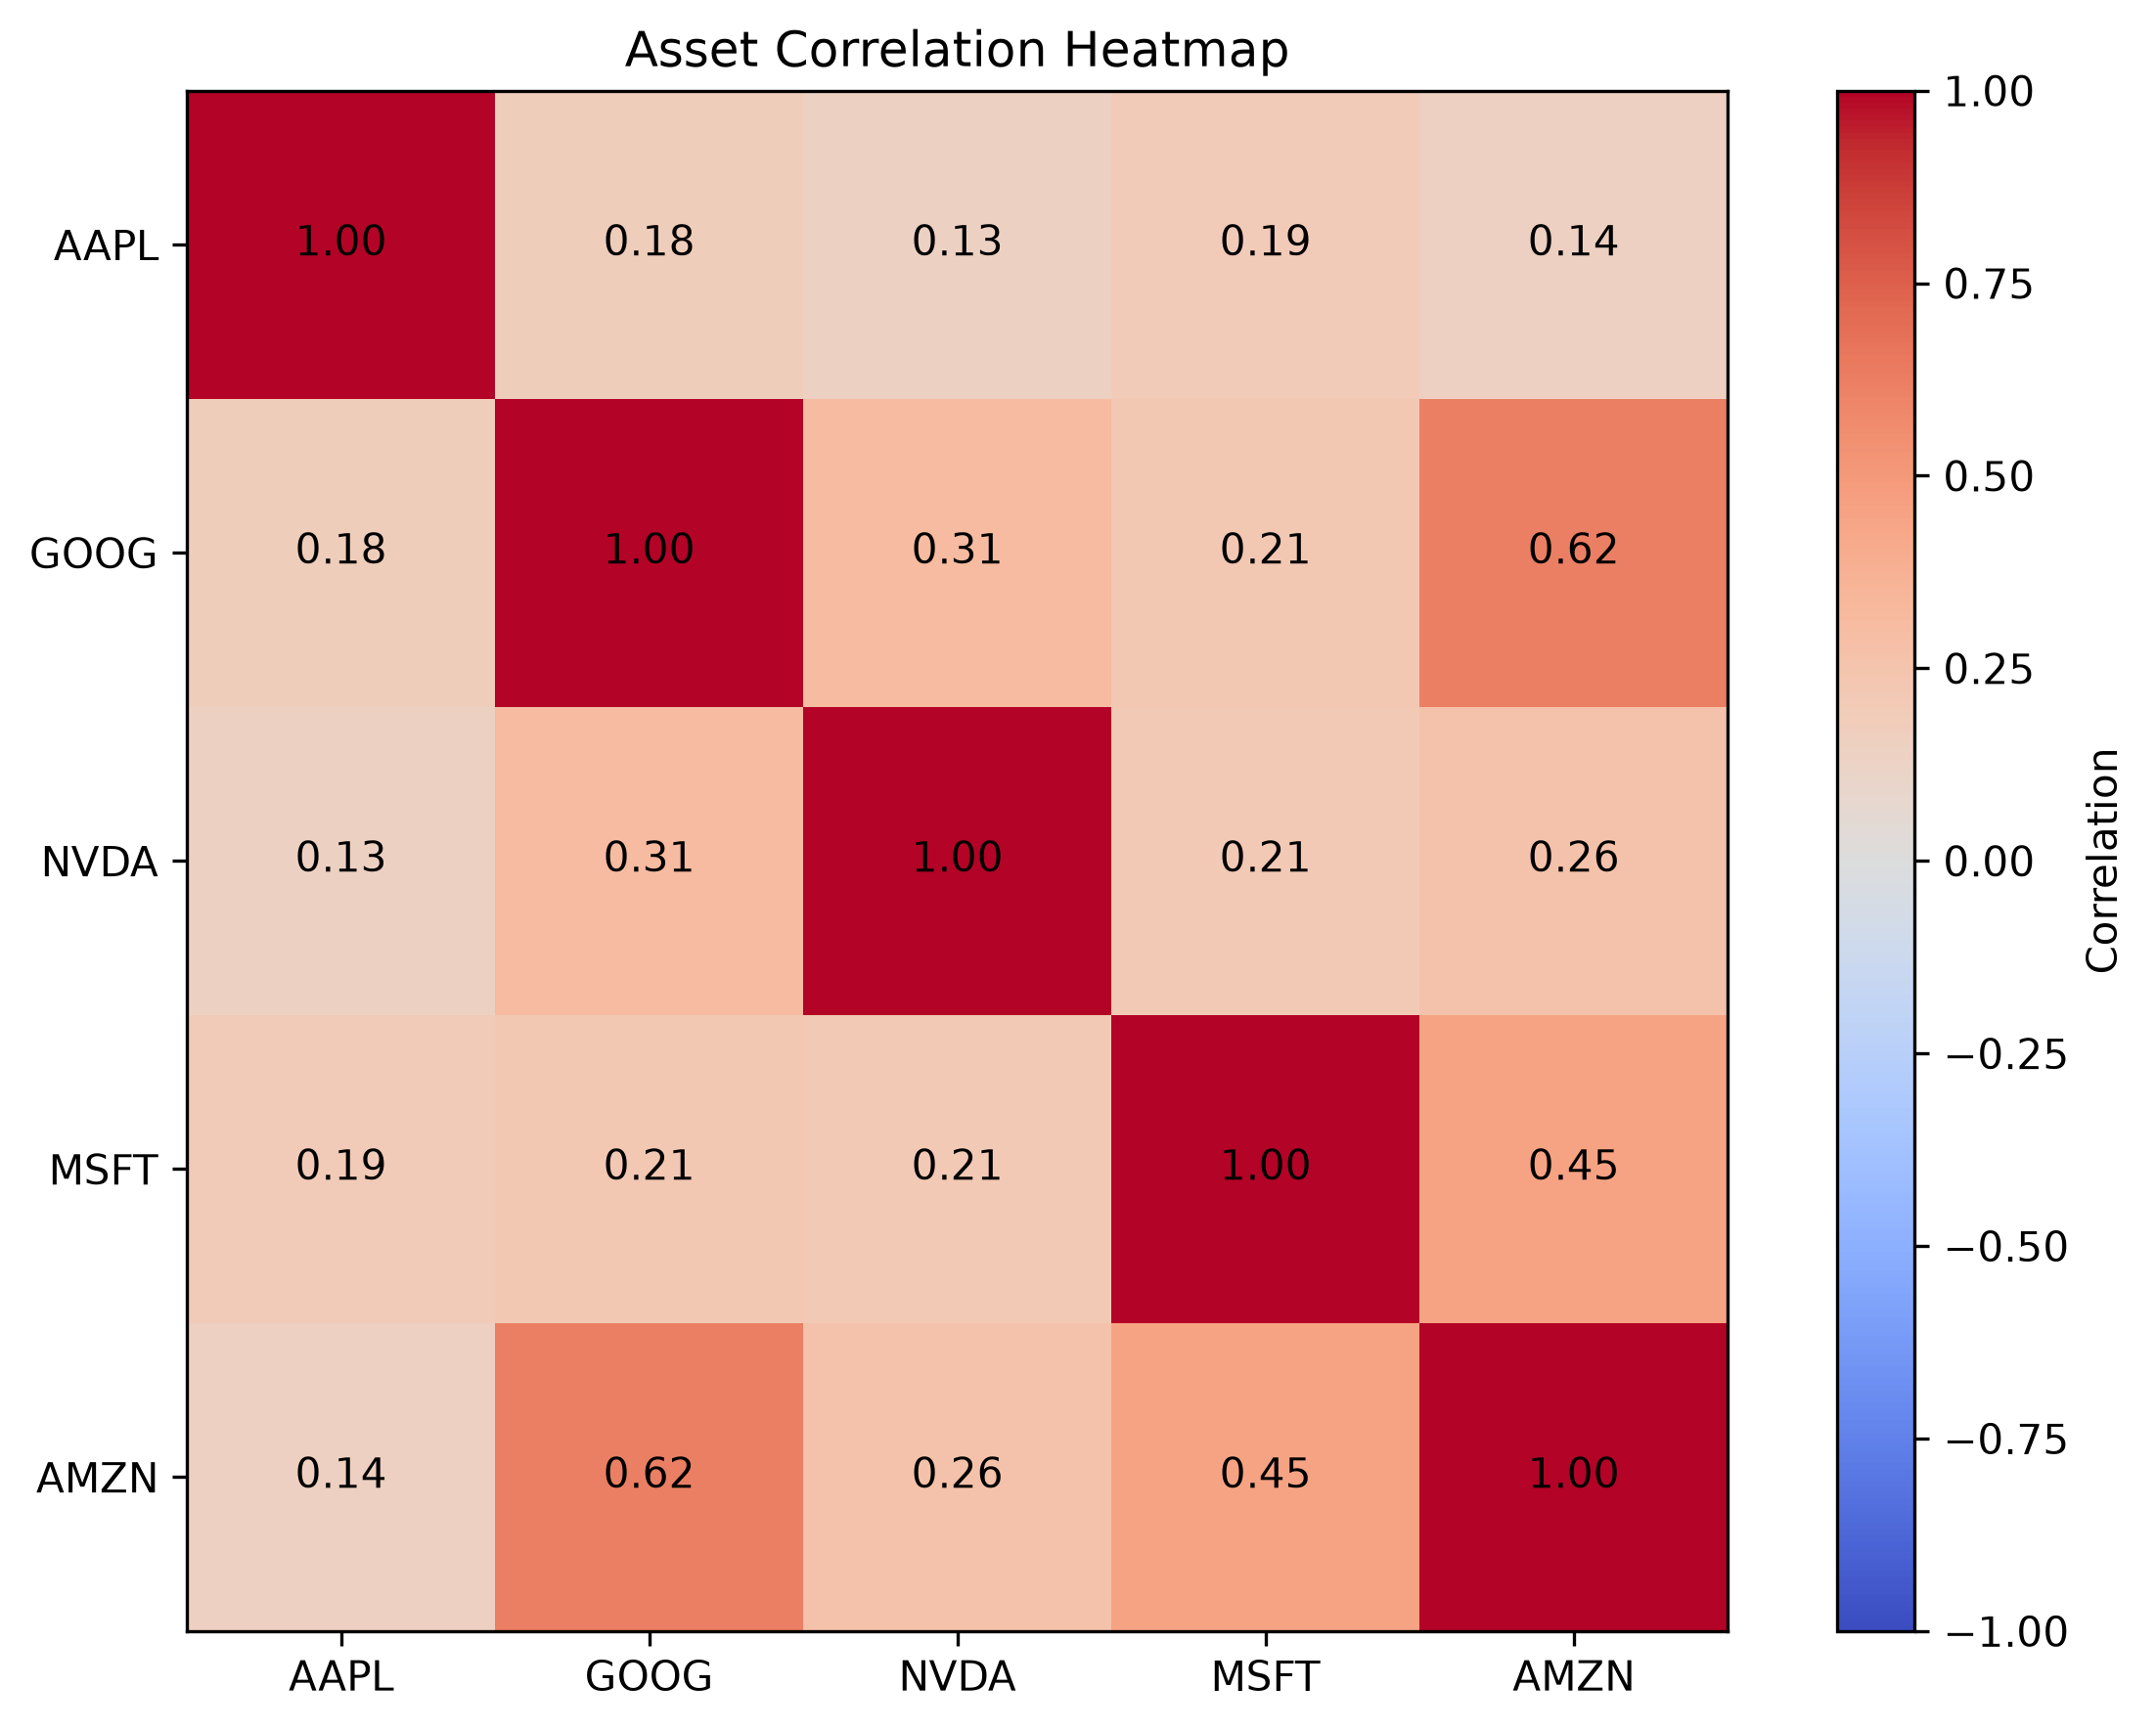 Asset Correlation Heatmap
AAPL 1.00 0.18 0.13 0.19 0.14
GOOG 0.18 1.00 0.31 0.21 0.62
NVDA 0.13 0.31 1.00 0.21 0.26
MSFT 0.19 0.21 0.21 1.00 0.45
AMZN 0.14 0.62 0.26 0.45 1.00
AAPL GOOG NVDA MSFT AMZN
1.00
0.75
0.50
0.25
0.00
−0.25
−0.50
−0.75
−1.00
Correlation